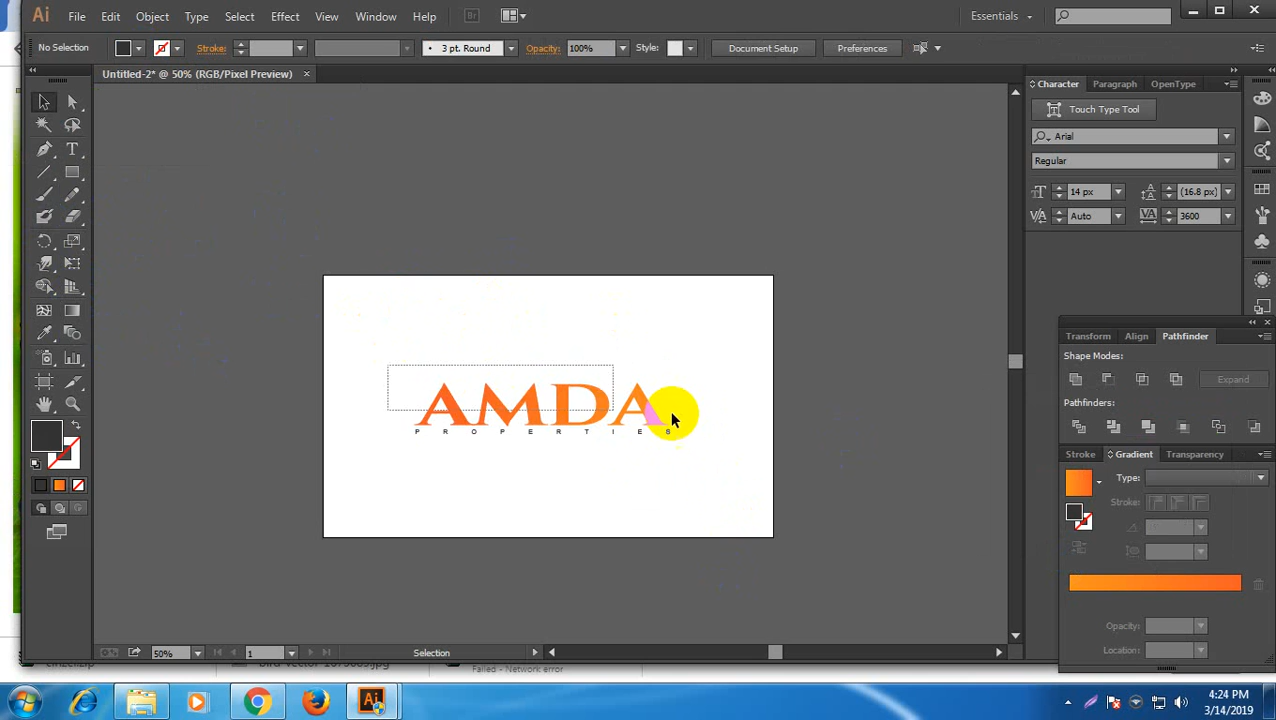 Ai File Edit Object Type Select Effect View Window Help Br Essentials
No Selection Stroke: 3 pt. Round Opacity: 100% Style: Document Setup Preferences
Untitled-2* @ 50% (RGB/Pixel Preview) ×
Character Paragraph OpenType
Touch Type Tool
Arial
Regular
14 px (16.8 px)
Auto 3600
AMDA
PROPERTIES
Transform Align Pathfinder
Shape Modes:
Expand
Pathfinders:
Stroke Gradient Transparency
Type:
Stroke:
Opacity:
Location:
50% 1 Selection
Failed - Network error
Ai
4:24 PM
3/14/2019